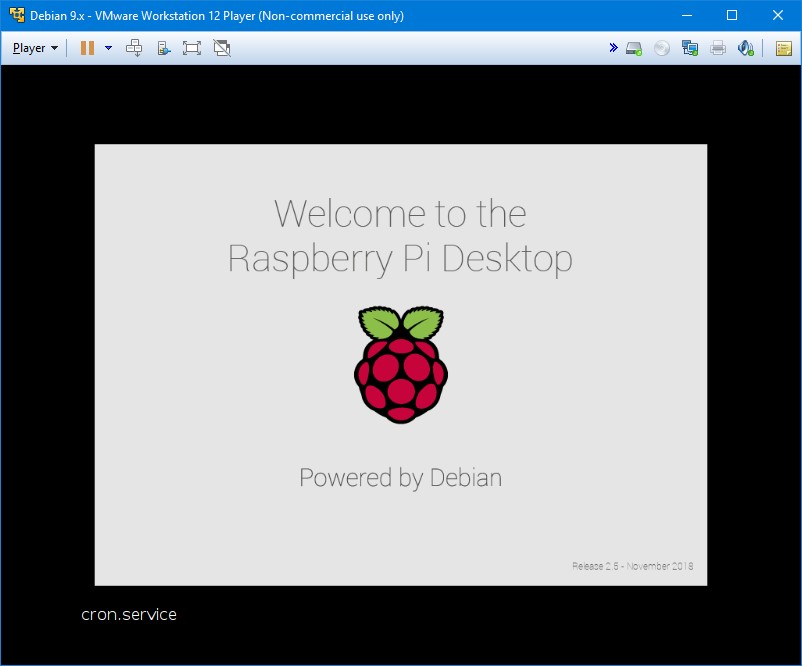 Debian 9.x - VMware Workstation 12 Player (Non-commercial use only)
Player
Welcome to the
Raspberry Pi Desktop
Powered by Debian
Release 2.5 - November 2018
cron.service